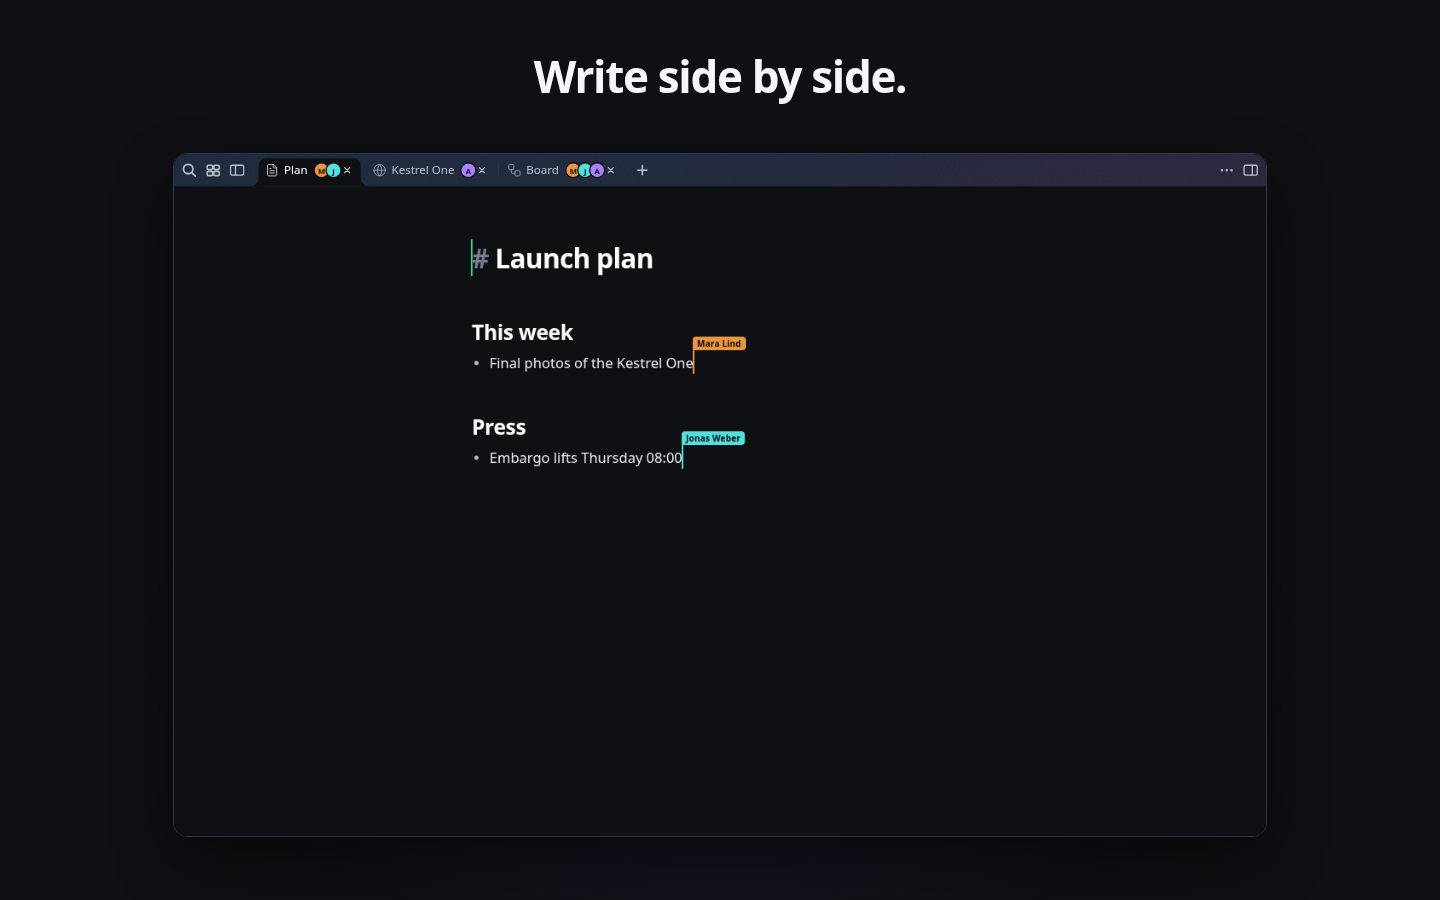 Write side by side.
Plan M J × Kestrel One A × Board M J A ×
# Launch plan
This week
Mara Lind
• Final photos of the Kestrel One
Press
Jonas Weber
• Embargo lifts Thursday 08:00